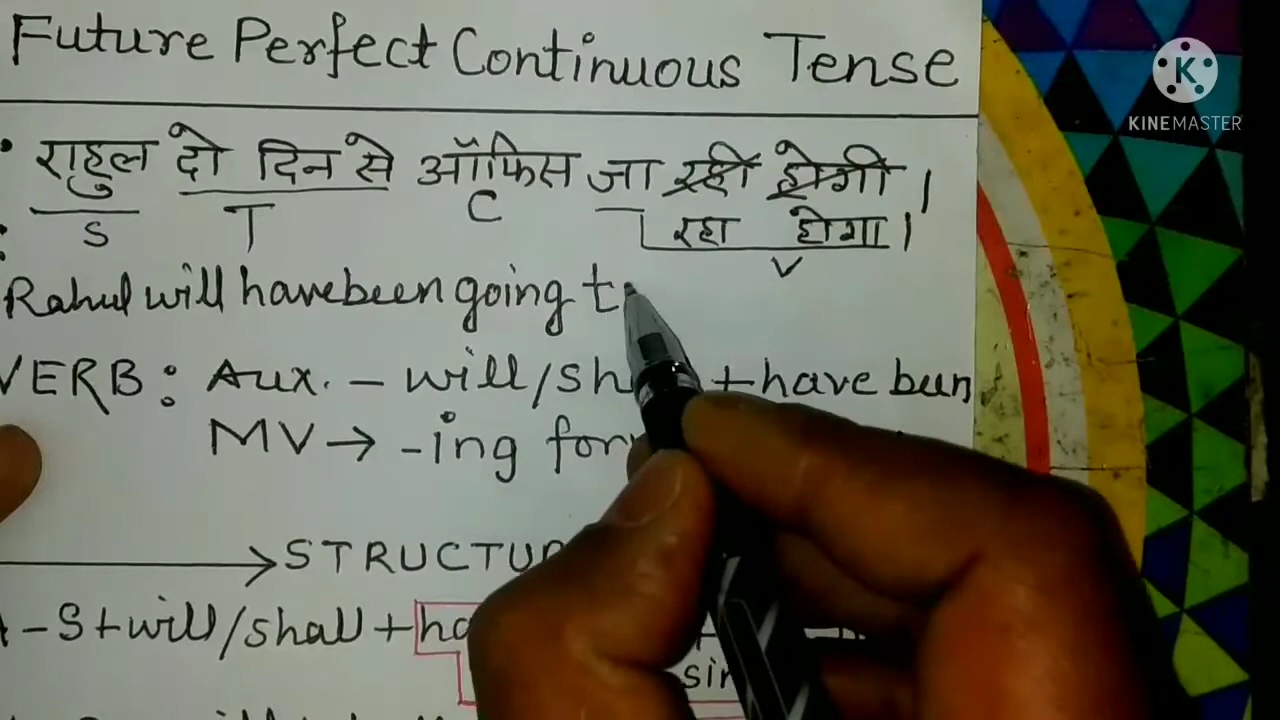 Future Perfect Continuous Tense
KINEMASTER
राहुल दो दिन से ऑफिस जा रही होगी ।
रहा होगा ।
S T C V
Rahul will have been going t
VERB : Aux. - will/sh + have been
MV → -ing for
→ STRUCTU
- S + will/shall + ha
sin